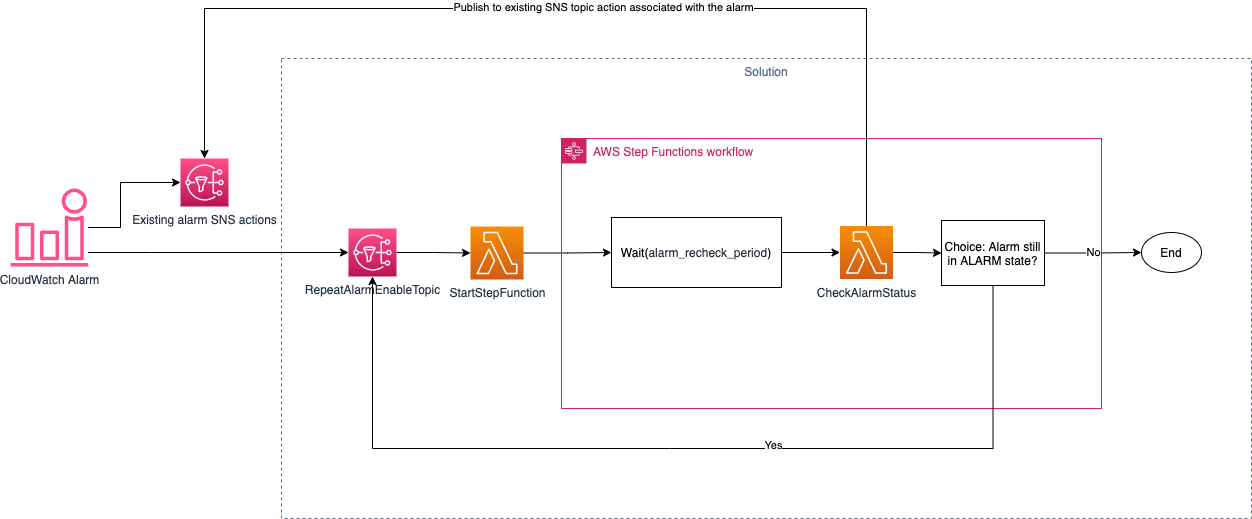 Publish to existing SNS topic action associated with the alarm
Solution
AWS Step Functions workflow
Existing alarm SNS actions
CloudWatch Alarm
RepeatAlarmEnableTopic
StartStepFunction
Wait(alarm_recheck_period)
CheckAlarmStatus
Choice: Alarm still
in ALARM state?
No
End
Yes